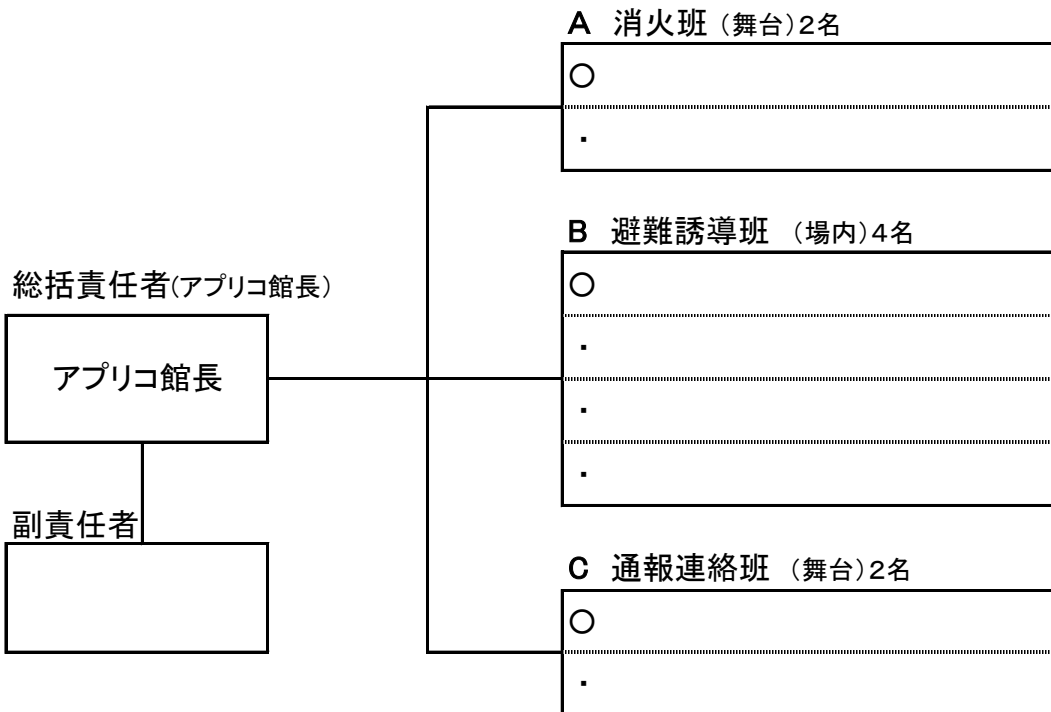 総括責任者(アプリコ館長)
アプリコ館長
副責任者
A 消火班 (舞台)2名
○
・
B 避難誘導班 (場内)4名
○
・
・
・
C 通報連絡班 (舞台)2名
○
・